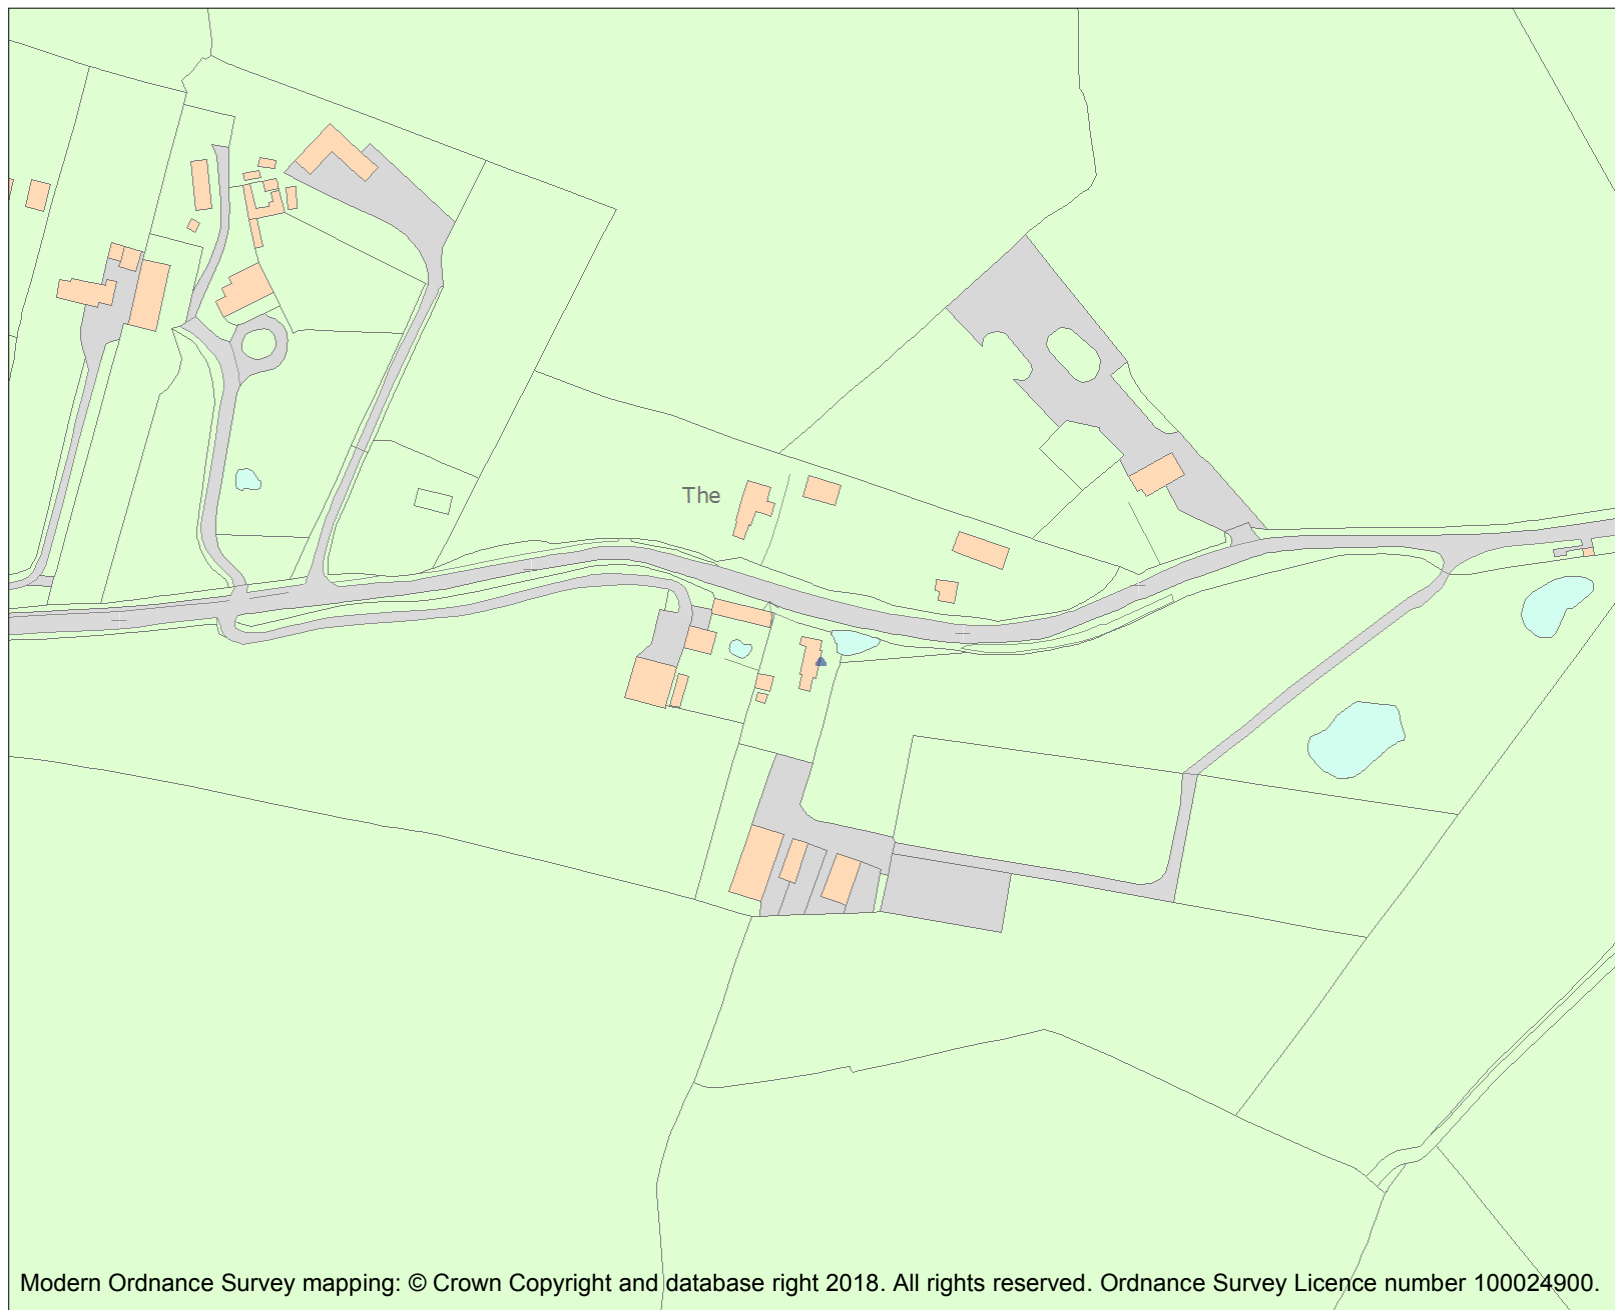 The
Modern Ordnance Survey mapping: © Crown Copyright and database right 2018. All rights reserved. Ordnance Survey Licence number 100024900.